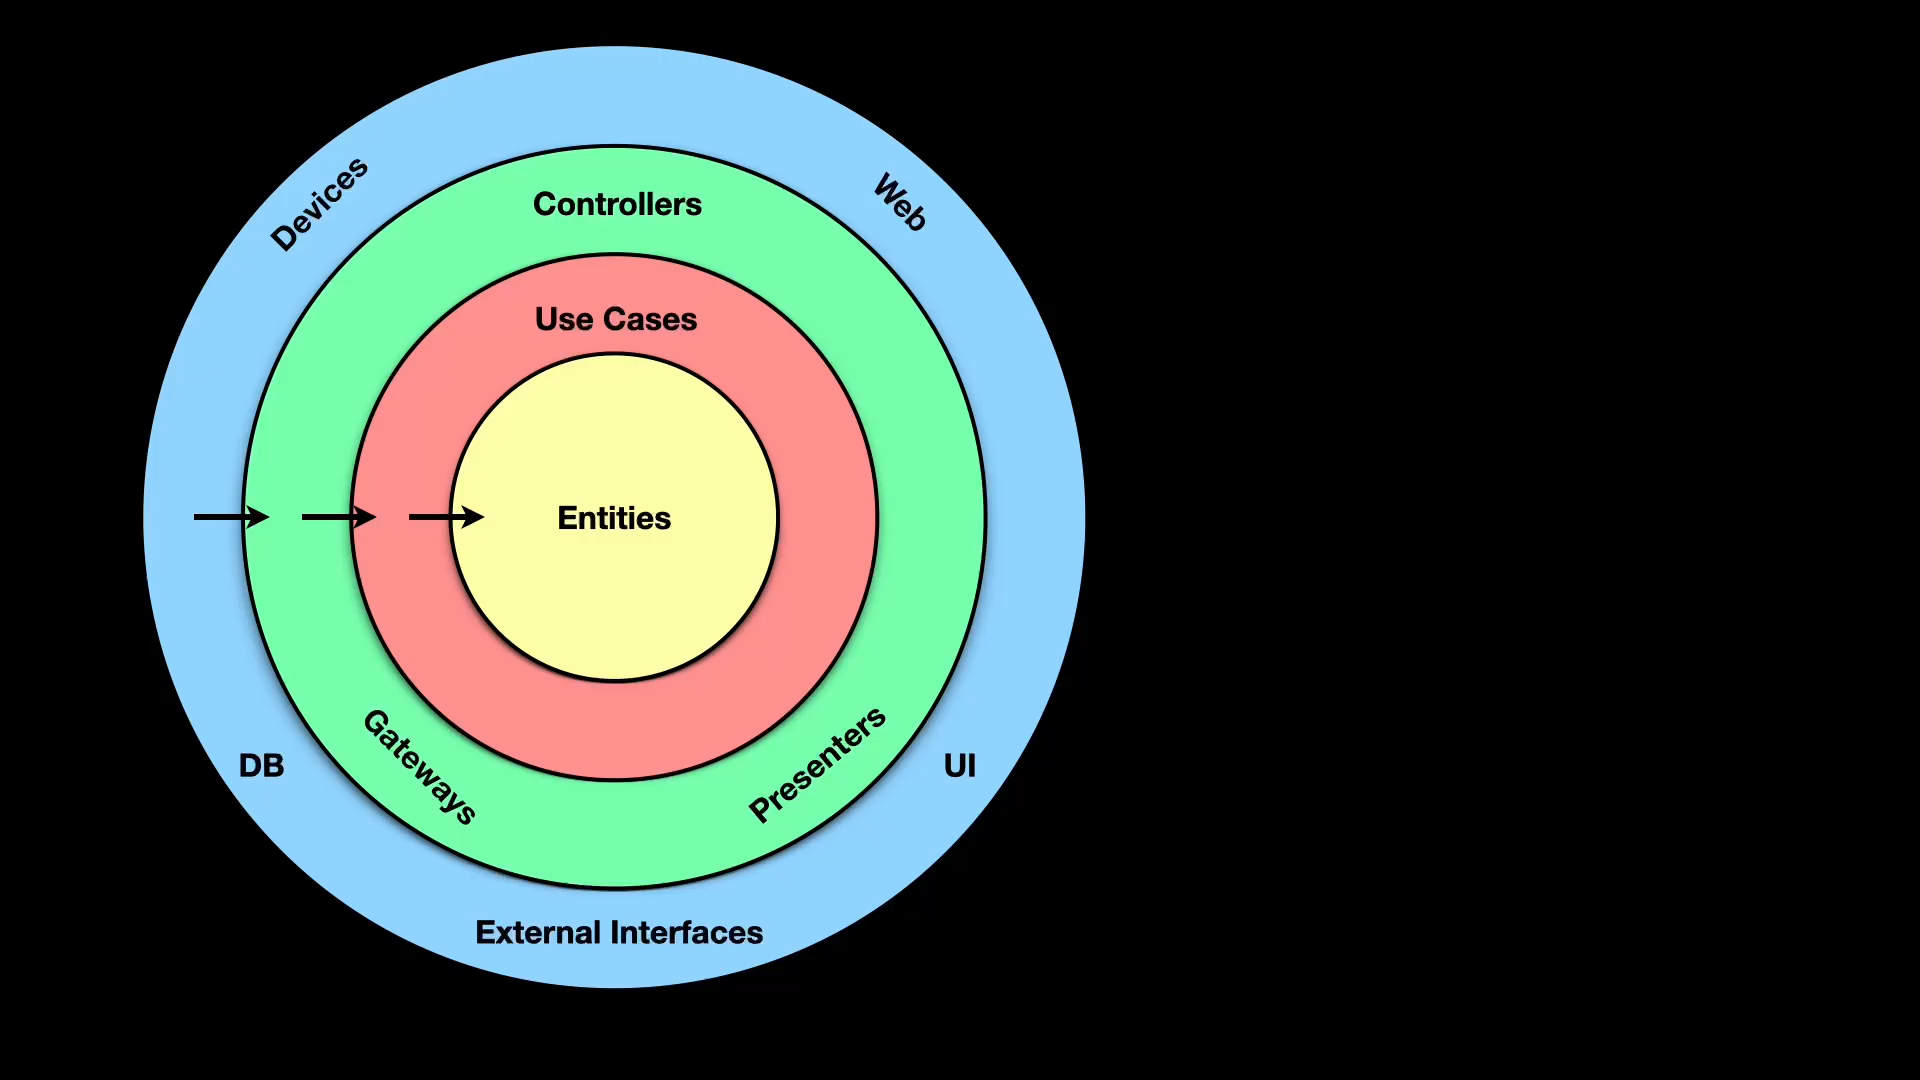 Devices
Web
Controllers
Use Cases
Entities
Gateways
Presenters
DB
UI
External Interfaces